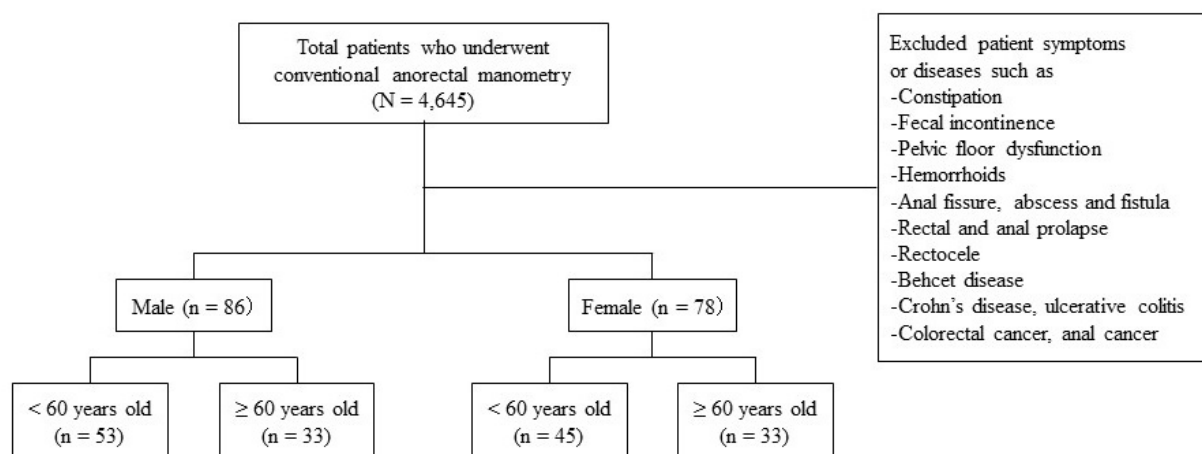 Total patients who underwent
conventional anorectal manometry
(N = 4,645)
Excluded patient symptoms
or diseases such as
-Constipation
-Fecal incontinence
-Pelvic floor dysfunction
-Hemorrhoids
-Anal fissure, abscess and fistula
-Rectal and anal prolapse
-Rectocele
-Behcet disease
-Crohn's disease, ulcerative colitis
-Colorectal cancer, anal cancer
Male (n = 86)
Female (n = 78)
< 60 years old
(n = 53)
≥ 60 years old
(n = 33)
< 60 years old
(n = 45)
≥ 60 years old
(n = 33)